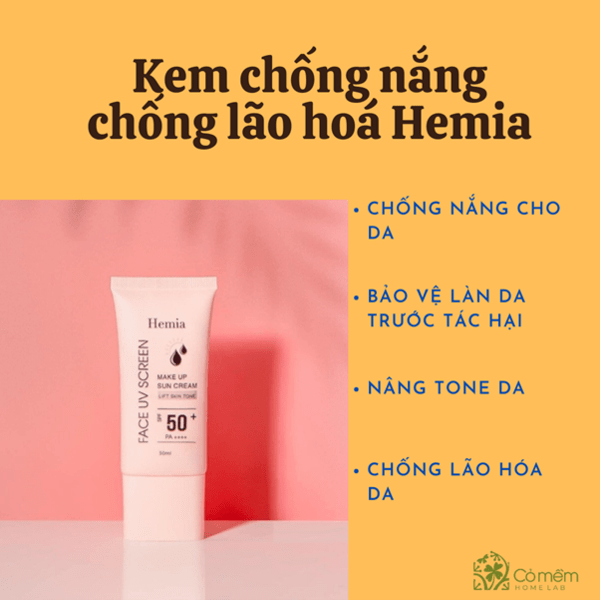 Kem chống nắng
chống lão hoá Hemia
• CHỐNG NẮNG CHO
DA
• BẢO VỆ LÀN DA
TRƯỚC TÁC HẠI
• NÂNG TONE DA
• CHỐNG LÃO HÓA
DA
Hemia
FACE UV SCREEN
MAKE UP
SUN CREAM
LIFT SKIN TONE
SPF 50+
PA ++++
30ml
Cỏ mềm
HOME LAB